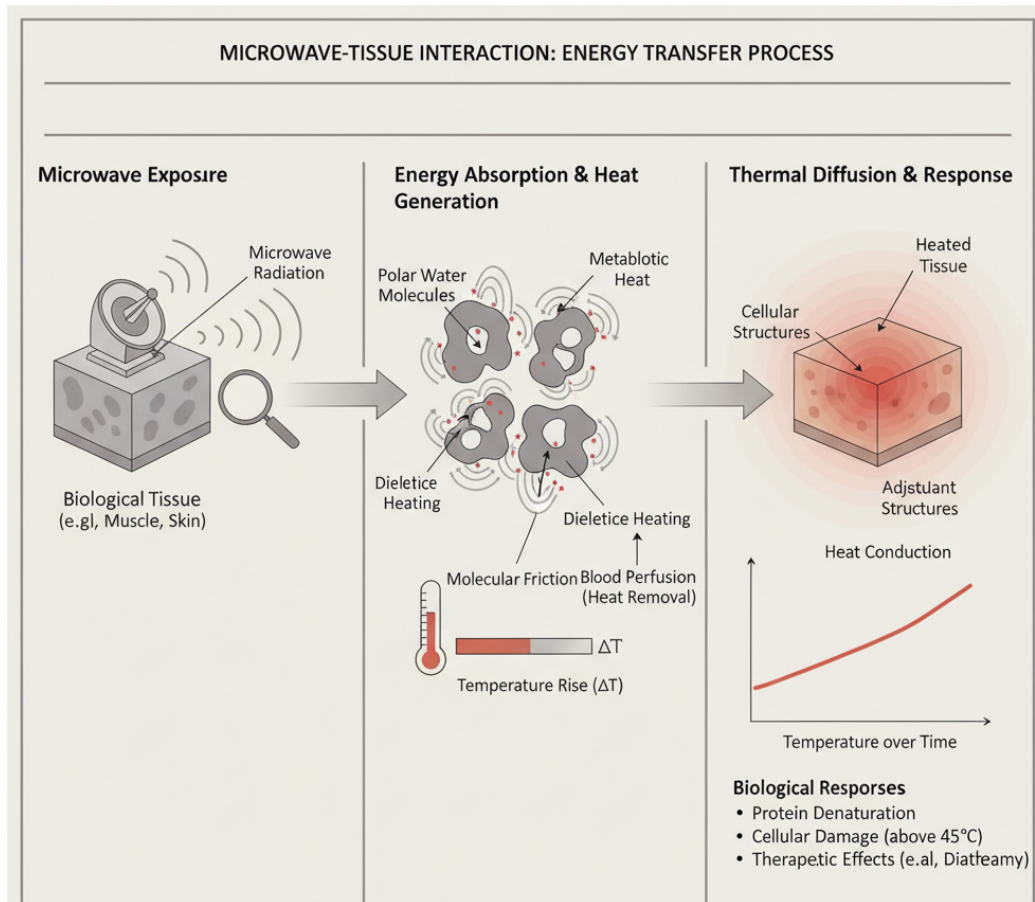 MICROWAVE-TISSUE INTERACTION: ENERGY TRANSFER PROCESS
Microwave Exposure
Microwave
Radiation
Biological Tissue
(e.gl, Muscle, Skin)
Energy Absorption & Heat
Generation
Polar Water
Molecules
Metablotic
Heat
Dieletice
Heating
Dieletice Heating
Molecular Friction
Blood Perfusion
(Heat Removal)
ΔT
Temperature Rise (ΔT)
Thermal Diffusion & Response
Heated
Tissue
Cellular
Structures
Adjstuant
Structures
Heat Conduction
Temperature over Time
Biological Resporses
• Protein Denaturation
• Cellular Damage (above 45°C)
• Therapetic Effects (e.al, Diatheamy)